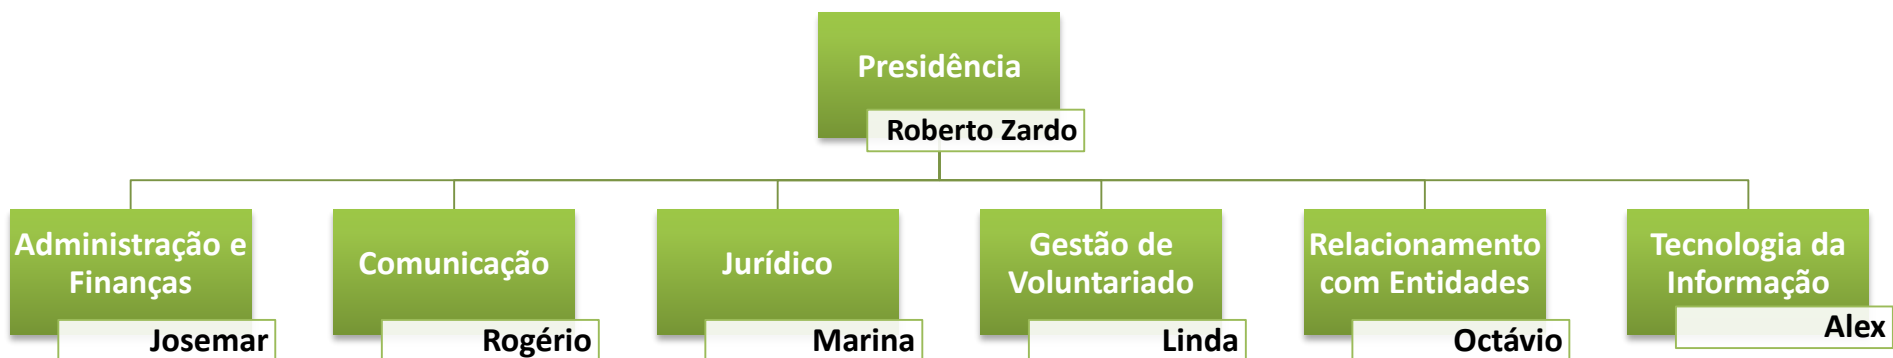 Presidência
Roberto Zardo
Administração e
Finanças
Josemar
Comunicação
Rogério
Jurídico
Marina
Gestão de
Voluntariado
Linda
Relacionamento
com Entidades
Octávio
Tecnologia da
Informação
Alex